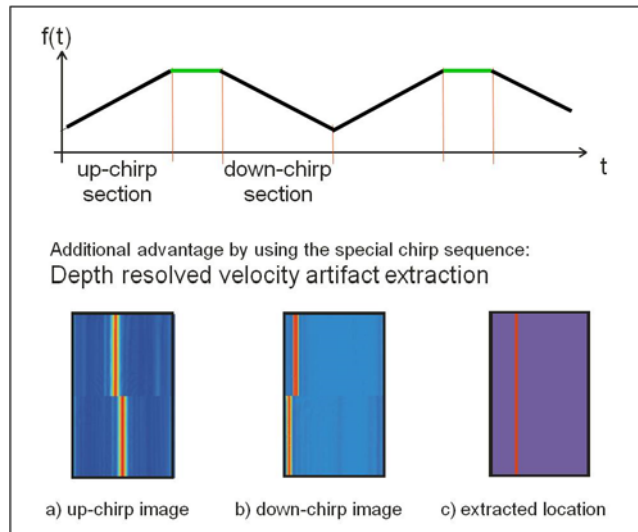 f(t)
t
up-chirp
section
down-chirp
section
Additional advantage by using the special chirp sequence:
Depth resolved velocity artifact extraction
a) up-chirp image
b) down-chirp image
c) extracted location